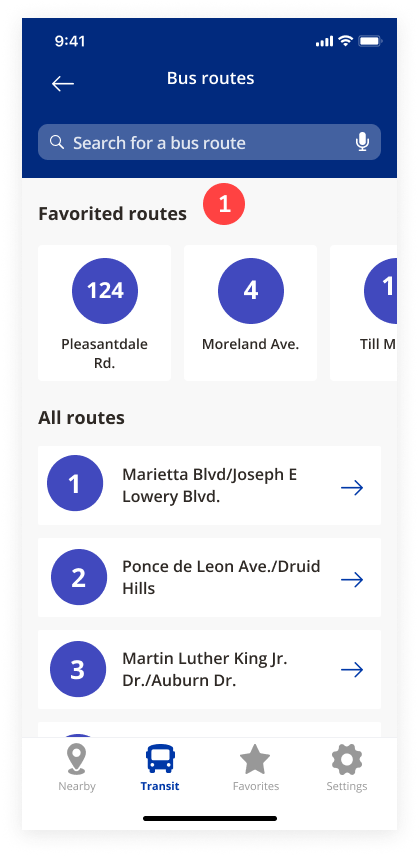 9:41
Bus routes
Search for a bus route
Favorited routes
1
124
Pleasantdale
Rd.
4
Moreland Ave.
1
Till M
All routes
1
Marietta Blvd/Joseph E
Lowery Blvd.
2
Ponce de Leon Ave./Druid
Hills
3
Martin Luther King Jr.
Dr./Auburn Dr.
Nearby
Transit
Favorites
Settings